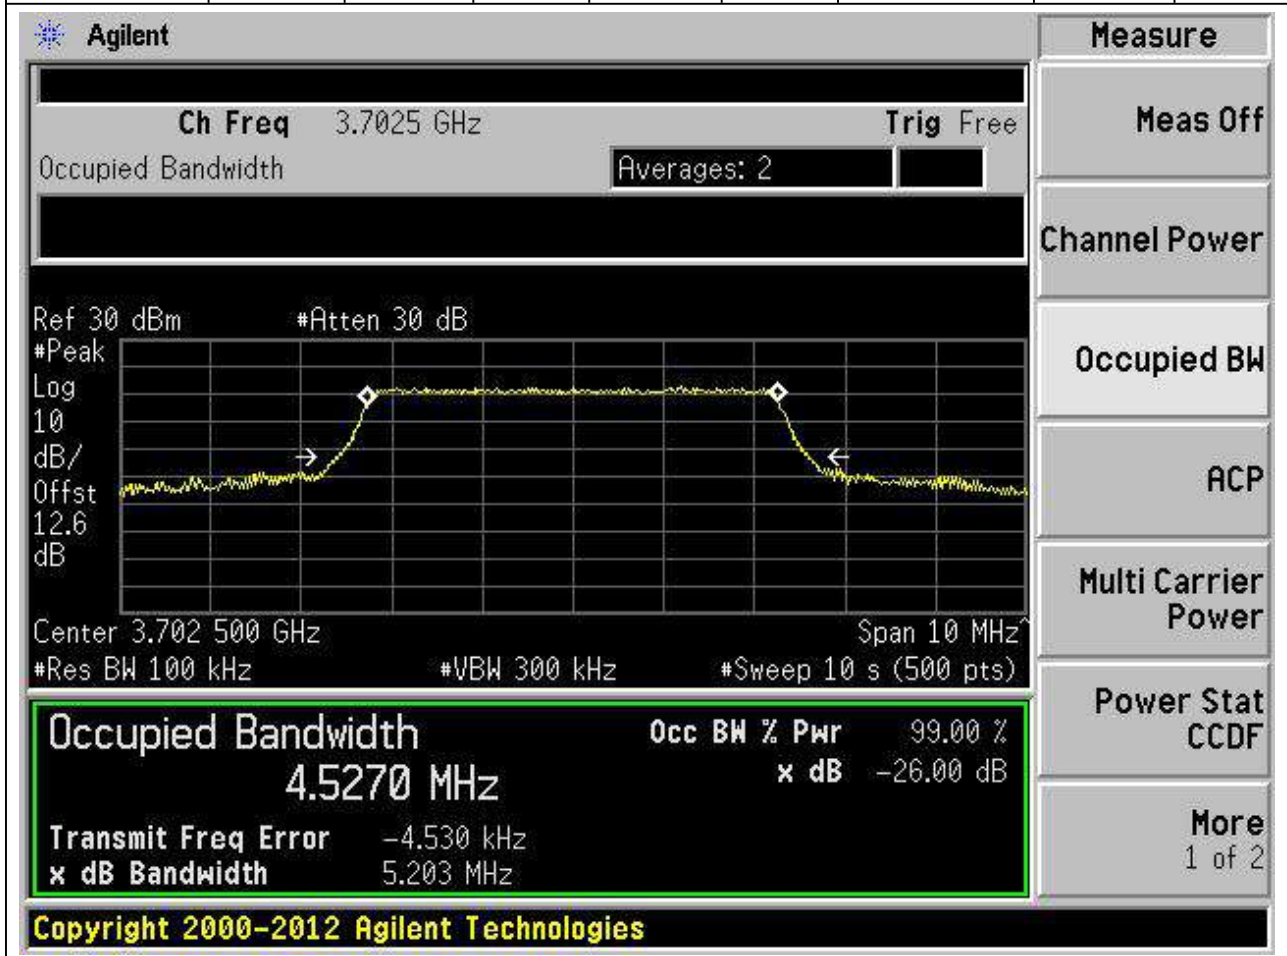 Agilent
Measure
Ch Freq 3.7025 GHz Trig Free
Meas Off
Occupied Bandwidth Averages: 2
Channel Power
Ref 30 dBm #Atten 30 dB
#Peak
Log
10
dB/
Offst
12.6
dB
Occupied BW
ACP
Center 3.702 500 GHz Span 10 MHz^
#Res BW 100 kHz #VBW 300 kHz #Sweep 10 s (500 pts)
Multi Carrier
Power
Occupied Bandwidth
4.5270 MHz
Occ BW % Pwr 99.00 %
x dB -26.00 dB
Transmit Freq Error -4.530 kHz
x dB Bandwidth 5.203 MHz
Power Stat
CCDF
More
1 of 2
Copyright 2000-2012 Agilent Technologies